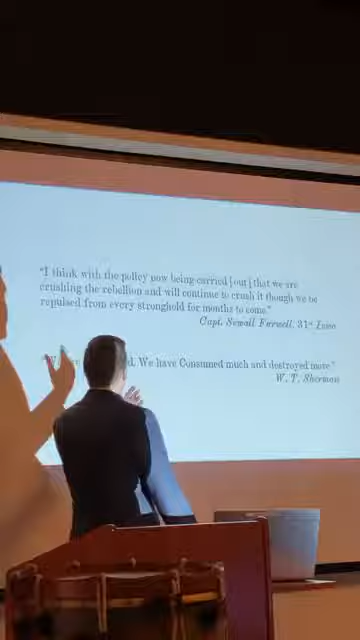 "I think with the policy now being carried [out] that we are
crushing the rebellion and will continue to crush it though we be
repulsed from every stronghold for months to come."
Capt. Sewall Farwell, 31st Iowa
We have Consumed much and destroyed more"
W. T. Sherman